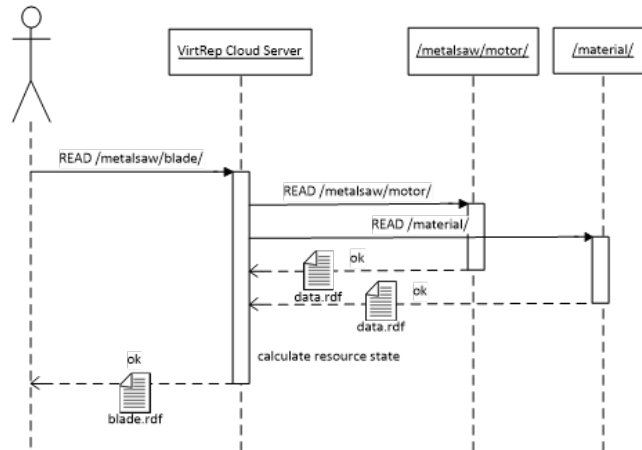 VirtRep Cloud Server
/metalsaw/motor/
/material/
READ /metalsaw/blade/
READ /metalsaw/motor/
READ /material/
ok
data.rdf
ok
data.rdf
calculate resource state
ok
blade.rdf